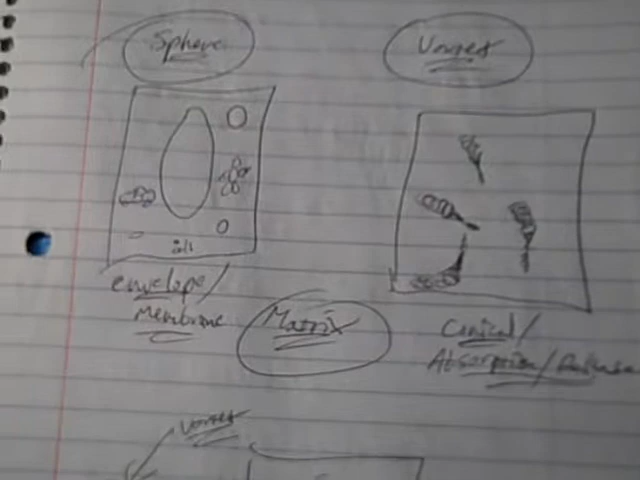 Sphere
Vortex
envelope/
Membrane
Matrix
Conical/
Absorption/
Vortex